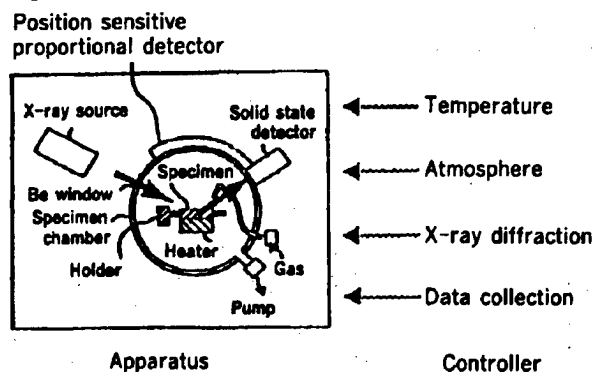 Position sensitive
proportional detector
X-ray source
Solid state
detector
Specimen
Be window
Specimen
chamber
Heater
Holder
Gas
Pump
Temperature
Atmosphere
X-ray diffraction
Data collection
Apparatus
Controller